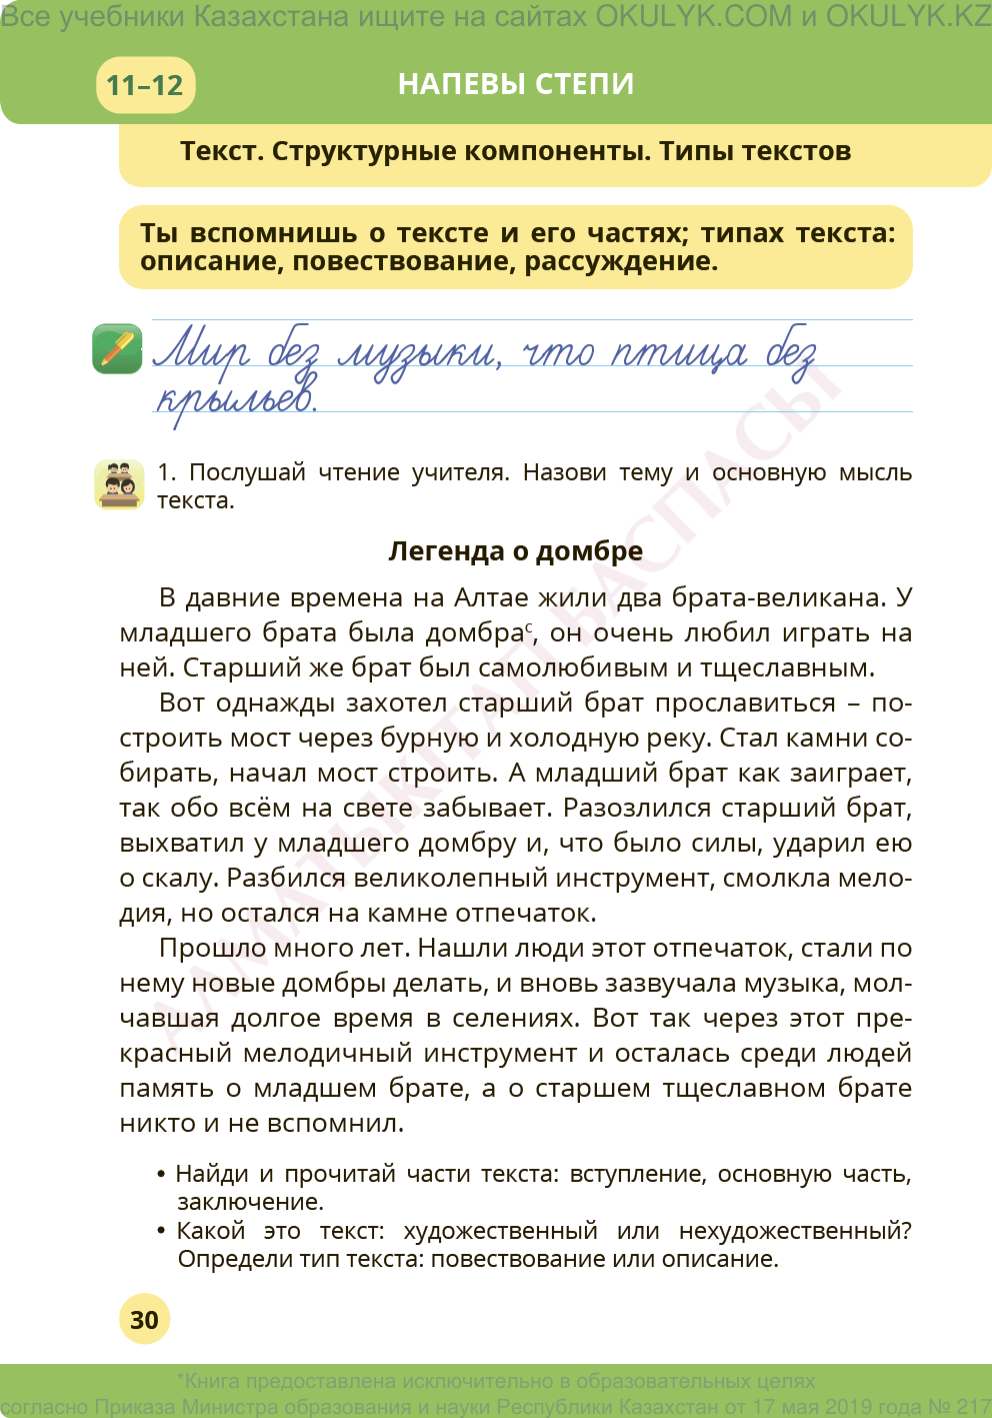 Все учебники Казахстана ищите на сайтах OKULYK.COM и OKULYK.KZ
11–12
НАПЕВЫ СТЕПИ
Текст. Структурные компоненты. Типы текстов
Ты вспомнишь о тексте и его частях; типах текста:
описание, повествование, рассуждение.
Мир без музыки, что птица без
крыльев.
1. Послушай чтение учителя. Назови тему и основную мысль
текста.
Легенда о домбре
В давние времена на Алтае жили два брата-великана. У
младшего брата была домбраᶜ, он очень любил играть на
ней. Старший же брат был самолюбивым и тщеславным.
Вот однажды захотел старший брат прославиться – по-
строить мост через бурную и холодную реку. Стал камни со-
бирать, начал мост строить. А младший брат как заиграет,
так обо всём на свете забывает. Разозлился старший брат,
выхватил у младшего домбру и, что было силы, ударил ею
о скалу. Разбился великолепный инструмент, смолкла мело-
дия, но остался на камне отпечаток.
Прошло много лет. Нашли люди этот отпечаток, стали по
нему новые домбры делать, и вновь зазвучала музыка, мол-
чавшая долгое время в селениях. Вот так через этот пре-
красный мелодичный инструмент и осталась среди людей
память о младшем брате, а о старшем тщеславном брате
никто и не вспомнил.
• Найди и прочитай части текста: вступление, основную часть,
заключение.
• Какой это текст: художественный или нехудожественный?
Определи тип текста: повествование или описание.
30
АЛМАТЫКІТАП БАСПАСЫ
*Книга предоставлена исключительно в образовательных целях
согласно Приказа Министра образования и науки Республики Казахстан от 17 мая 2019 года № 217